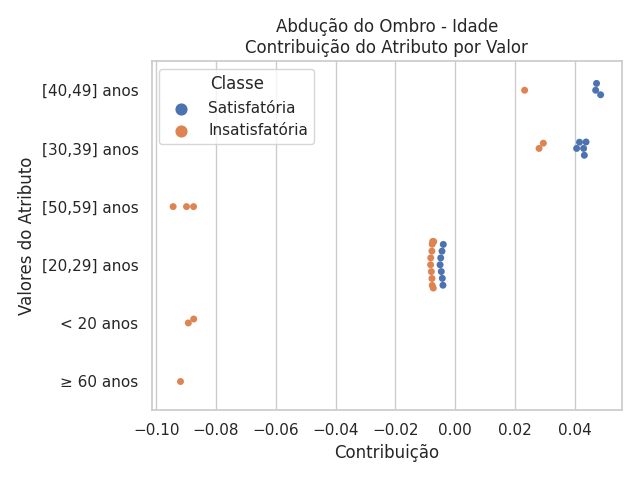 Abdução do Ombro - Idade
Contribuição do Atributo por Valor
Classe
Satisfatória
Insatisfatória
Valores do Atributo
[40,49] anos
[30,39] anos
[50,59] anos
[20,29] anos
< 20 anos
≥ 60 anos
−0.10 −0.08 −0.06 −0.04 −0.02 0.00 0.02 0.04
Contribuição